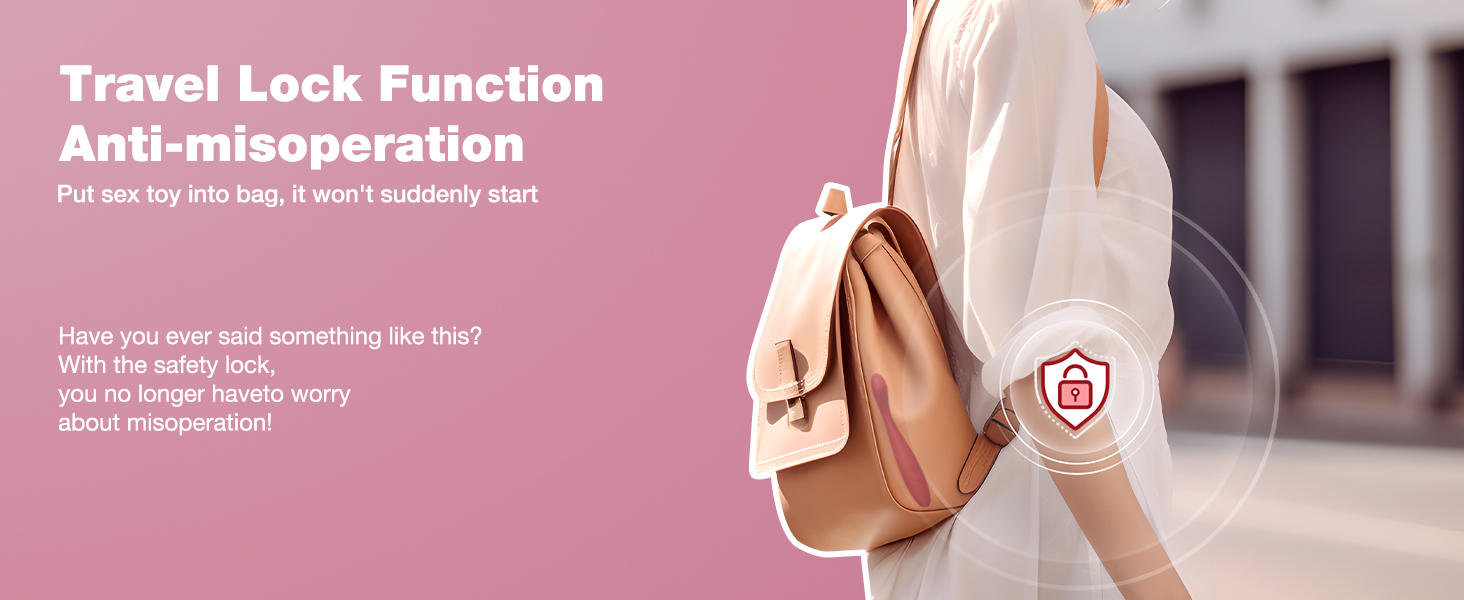 Travel Lock Function
Anti-misoperation
Put sex toy into bag, it won't suddenly start
Have you ever said something like this?
With the safety lock,
you no longer haveto worry
about misoperation!